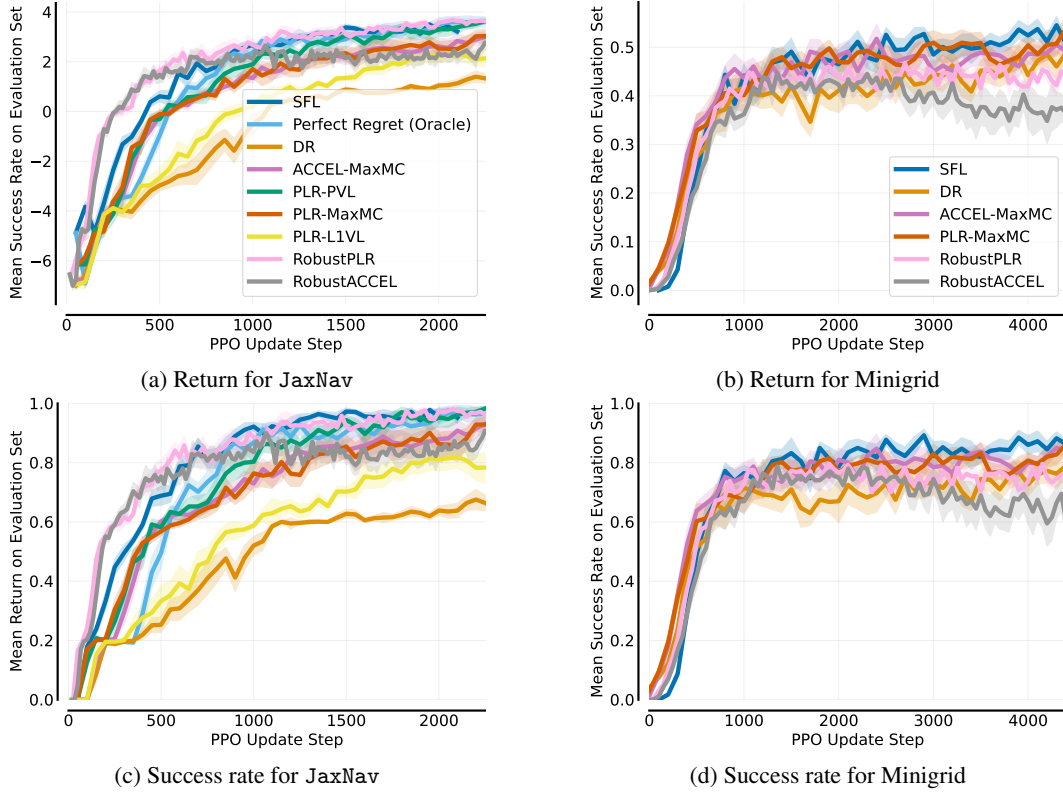 Mean Success Rate on Evaluation Set
4
2
0
−2
−4
−6
SFL
Perfect Regret (Oracle)
DR
ACCEL-MaxMC
PLR-PVL
PLR-MaxMC
PLR-L1VL
RobustPLR
RobustACCEL
0 500 1000 1500 2000
PPO Update Step
(a) Return for JaxNav
Mean Success Rate on Evaluation Set
0.5
0.4
0.3
0.2
0.1
0.0
SFL
DR
ACCEL-MaxMC
PLR-MaxMC
RobustPLR
RobustACCEL
0 1000 2000 3000 4000
PPO Update Step
(b) Return for Minigrid
Mean Return on Evaluation Set
1.0
0.8
0.6
0.4
0.2
0.0
0 500 1000 1500 2000
PPO Update Step
(c) Success rate for JaxNav
Mean Success Rate on Evaluation Set
1.0
0.8
0.6
0.4
0.2
0.0
0 1000 2000 3000 4000
PPO Update Step
(d) Success rate for Minigrid